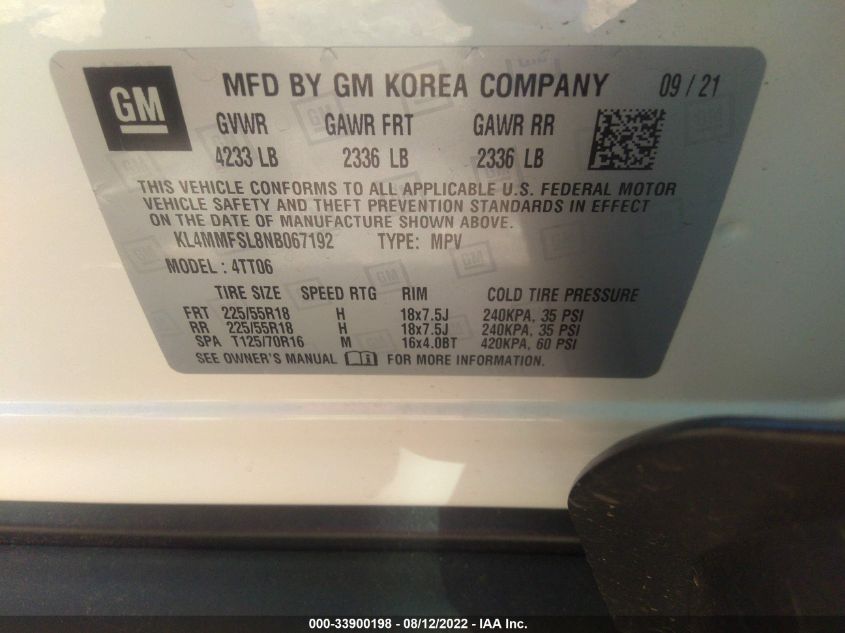 GM MFD BY GM KOREA COMPANY 09 / 21
GVWR GAWR FRT GAWR RR
4233 LB 2336 LB 2336 LB
THIS VEHICLE CONFORMS TO ALL APPLICABLE U.S. FEDERAL MOTOR
VEHICLE SAFETY AND THEFT PREVENTION STANDARDS IN EFFECT
ON THE DATE OF MANUFACTURE SHOWN ABOVE.
KL4MMFSL8NB067192 TYPE: MPV
MODEL : 4TT06
TIRE SIZE SPEED RTG RIM COLD TIRE PRESSURE
FRT 225/55R18 H 18x7.5J 240KPA, 35 PSI
RR 225/55R18 H 18x7.5J 240KPA, 35 PSI
SPA T125/70R16 M 16x4.0BT 420KPA, 60 PSI
SEE OWNER'S MANUAL FOR MORE INFORMATION.
000-33900198 - 08/12/2022 - IAA Inc.